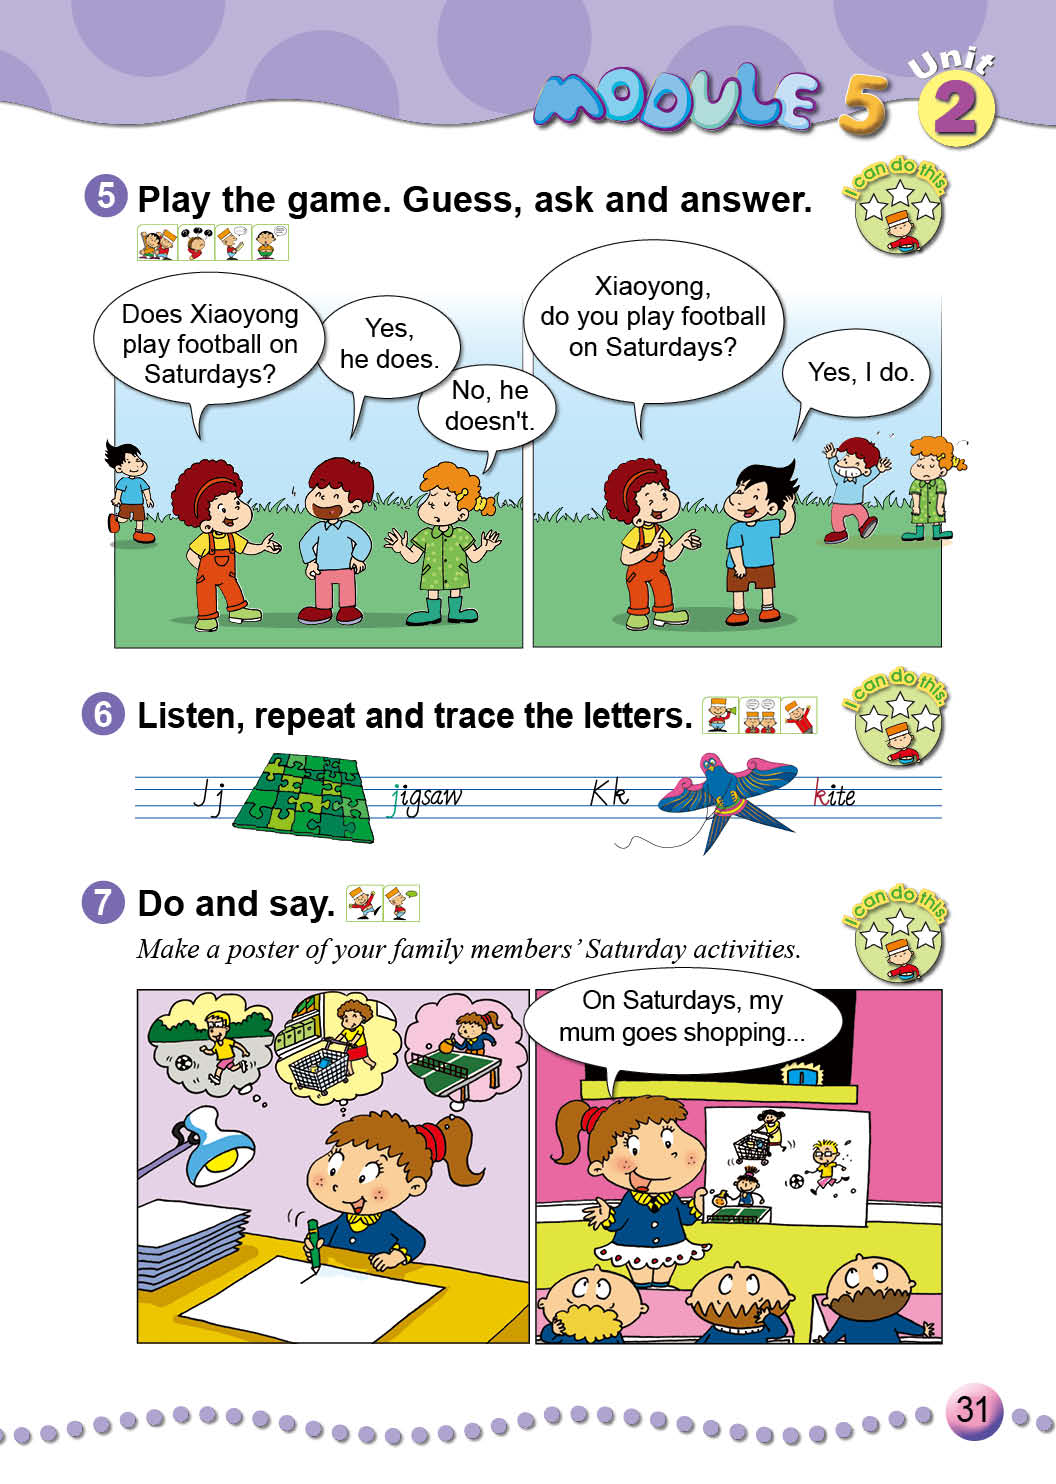 MODULE 5
Unit
2
5 Play the game. Guess, ask and answer.
I can do this.
Does Xiaoyong
play football on
Saturdays?
Yes,
he does.
No, he
doesn't.
Xiaoyong,
do you play football
on Saturdays?
Yes, I do.
6 Listen, repeat and trace the letters.
I can do this.
J j jigsaw K k kite
7 Do and say.
I can do this.
Make a poster of your family members' Saturday activities.
On Saturdays, my
mum goes shopping...
31